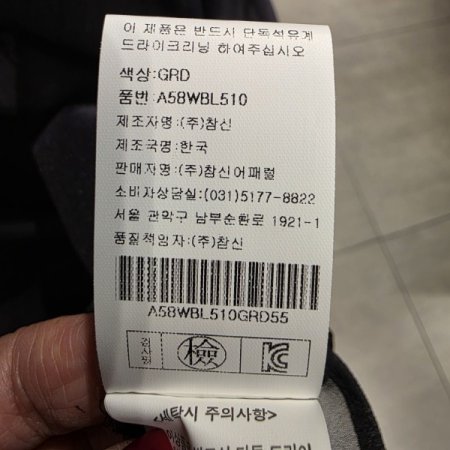 이 제품은 반드시 단독석유계
드라이크리닝 하여주십시오
색상:GRD
품번:A58WBL510
제조자명:(주)참신
제조국명:한국
판매자명:(주)참신어패럴
소비자상담실:(031)5177-8822
서울 관악구 남부순환로 1921-1
품질책임자:(주)참신
A58WBL510GRD55
검사필 檢
<세탁시 주의사항>